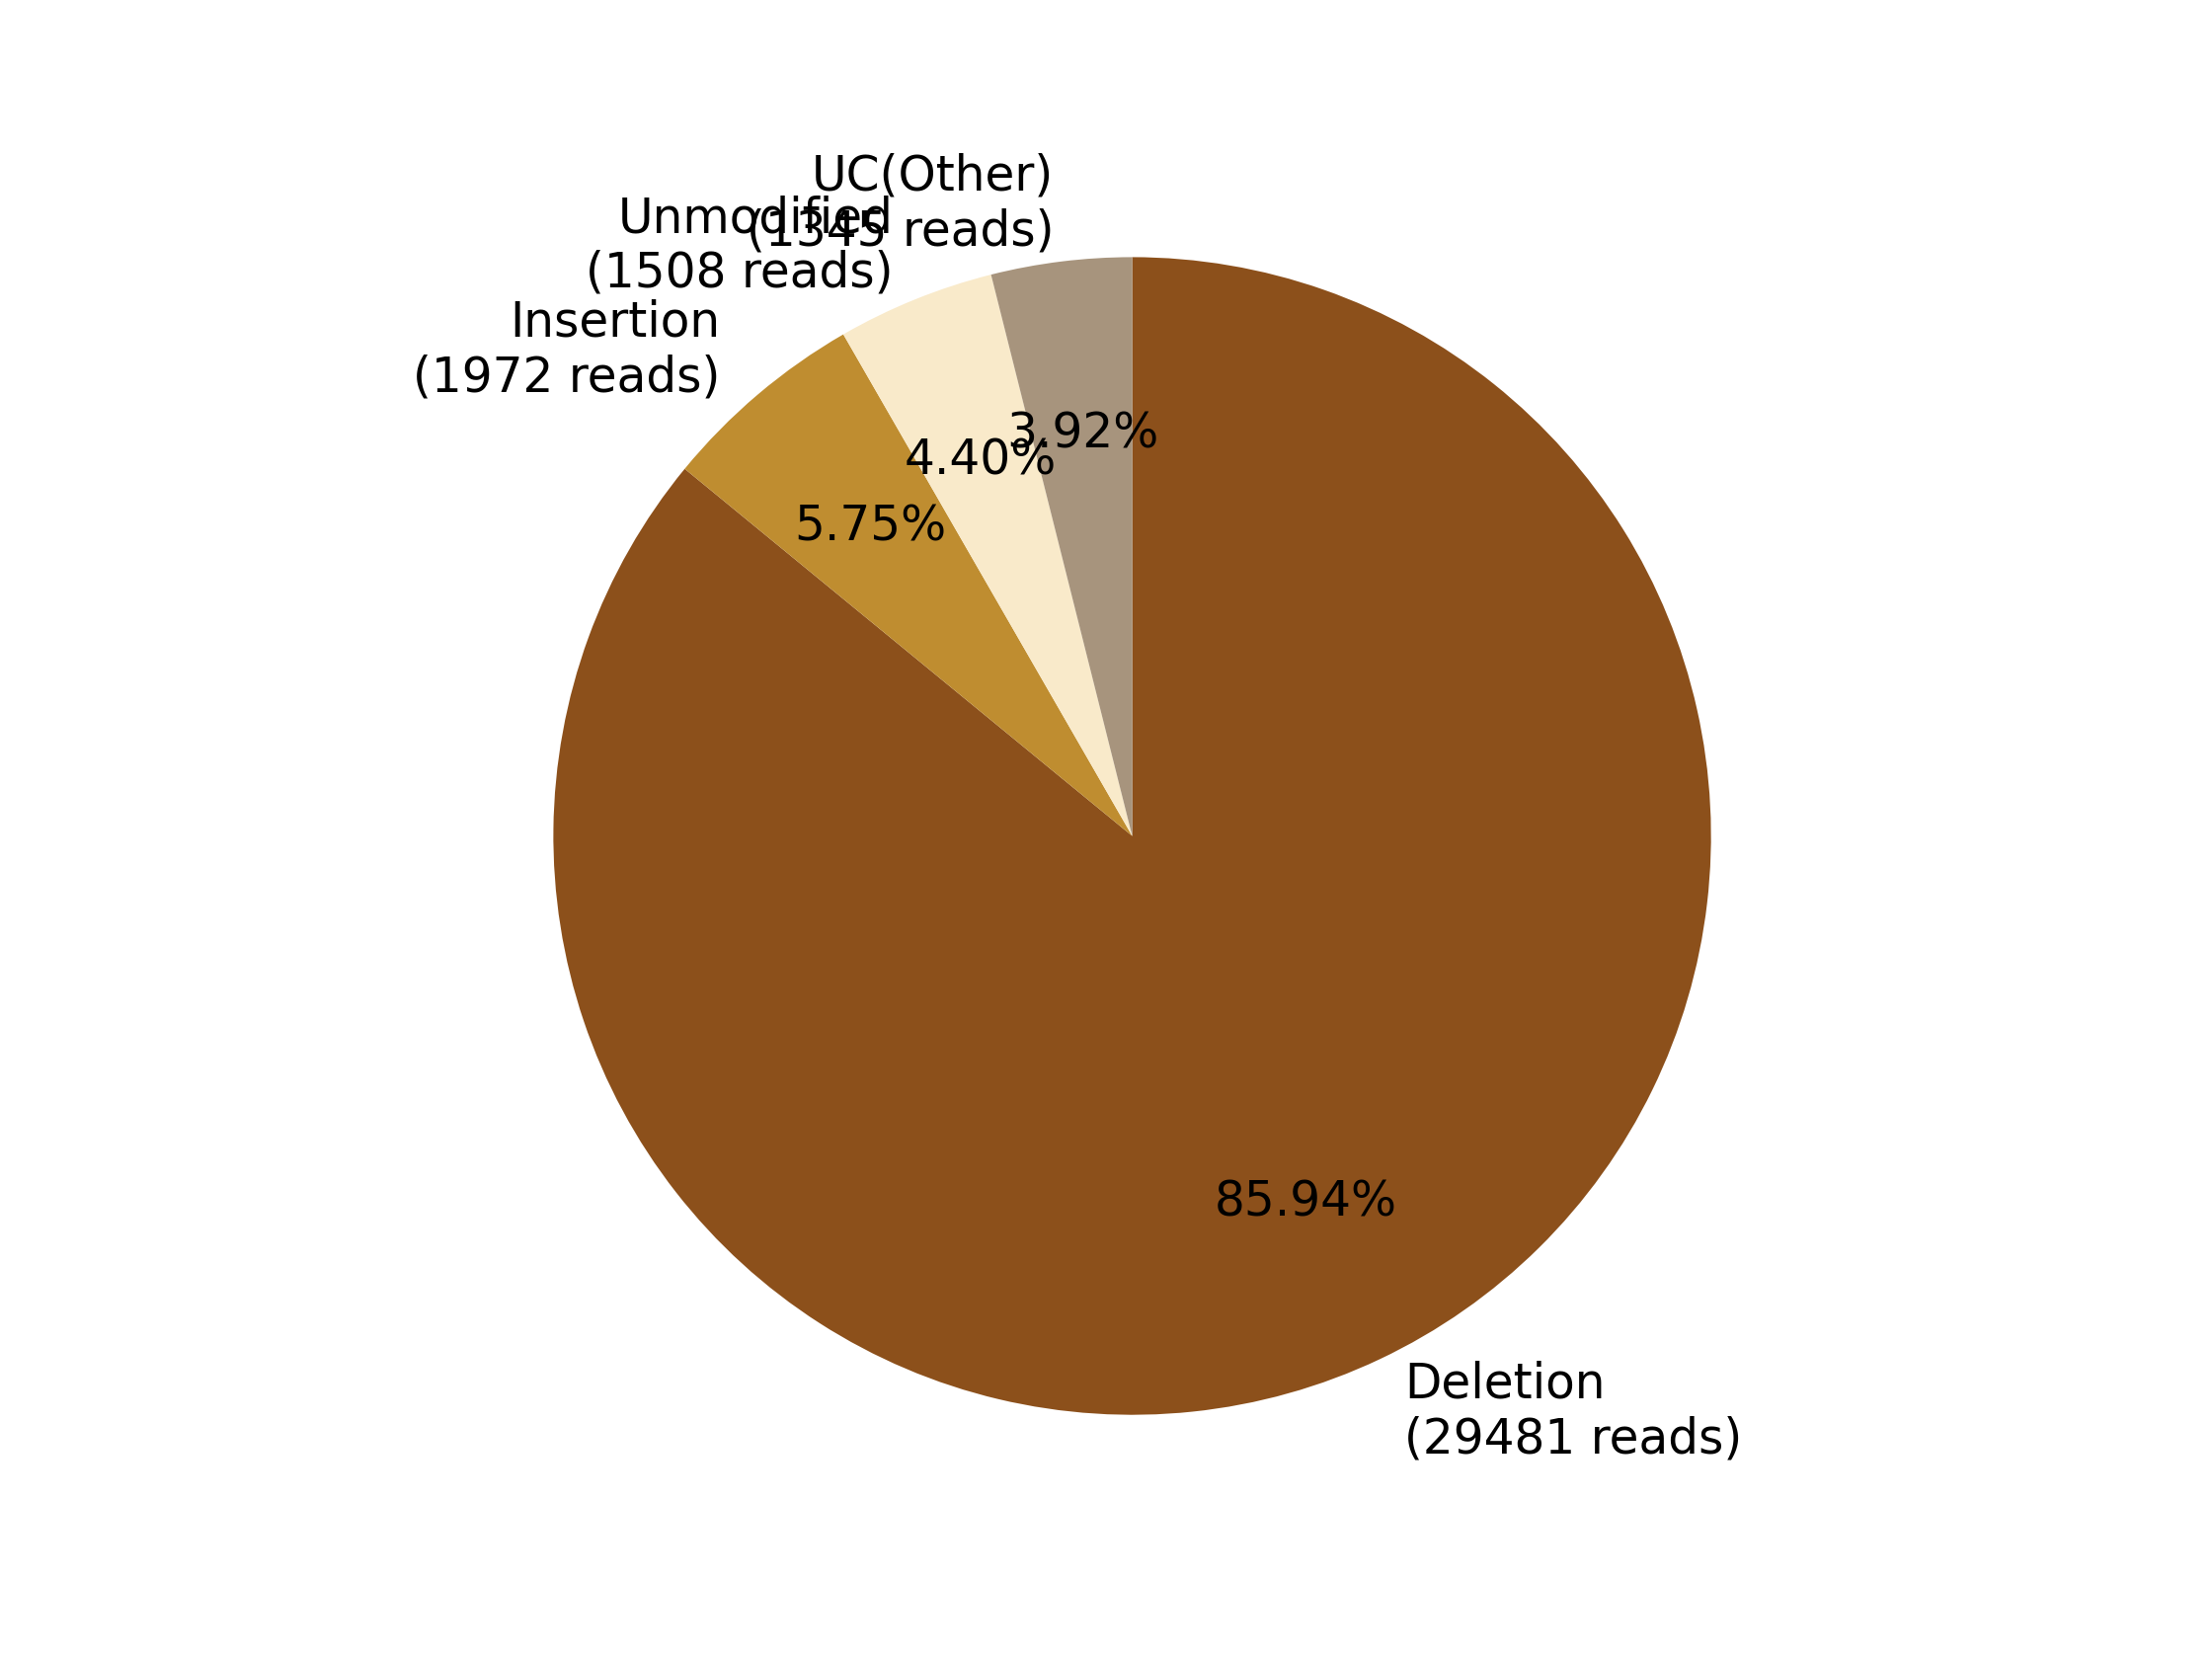 UC(Other)
(1345 reads)
Unmodified
(1508 reads)
Insertion
(1972 reads)
3.92%
4.40%
5.75%
85.94%
Deletion
(29481 reads)